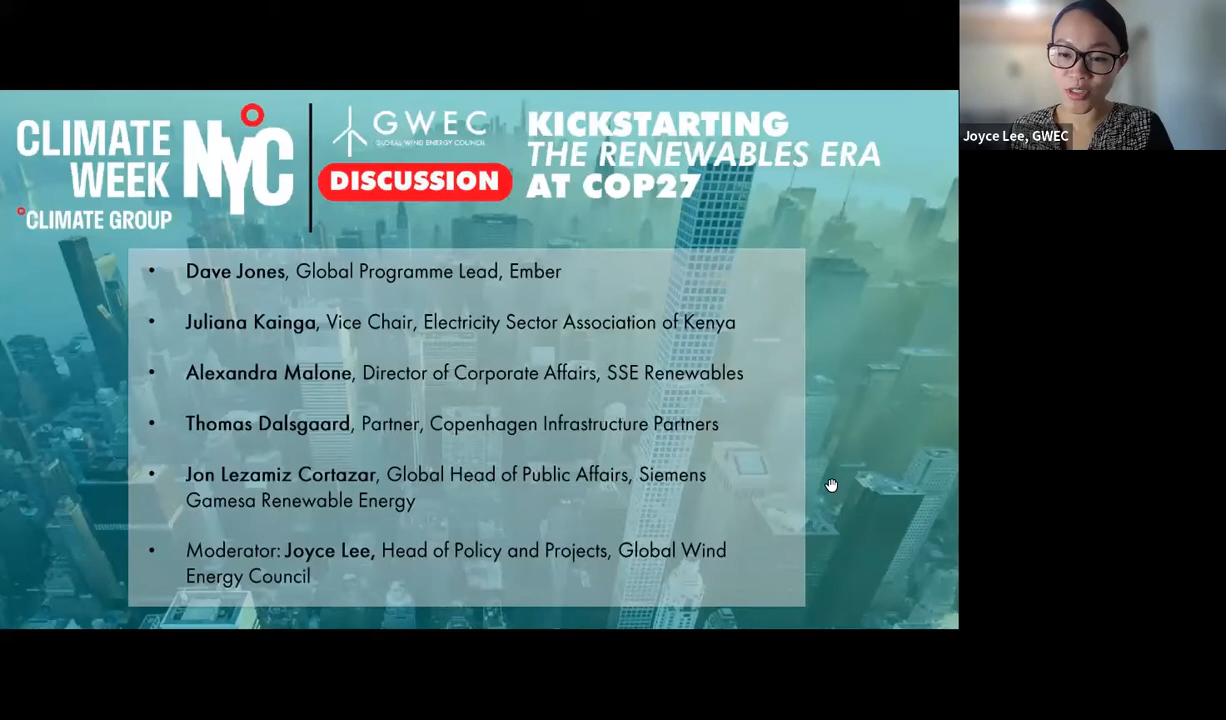 CLIMATE
WEEK
NYC
°CLIMATE GROUP
GWEC
GLOBAL WIND ENERGY COUNCIL
DISCUSSION
KICKSTARTING
THE RENEWABLES ERA
AT COP27
• Dave Jones, Global Programme Lead, Ember
• Juliana Kainga, Vice Chair, Electricity Sector Association of Kenya
• Alexandra Malone, Director of Corporate Affairs, SSE Renewables
• Thomas Dalsgaard, Partner, Copenhagen Infrastructure Partners
• Jon Lezamiz Cortazar, Global Head of Public Affairs, Siemens
Gamesa Renewable Energy
• Moderator: Joyce Lee, Head of Policy and Projects, Global Wind
Energy Council
Joyce Lee, GWEC